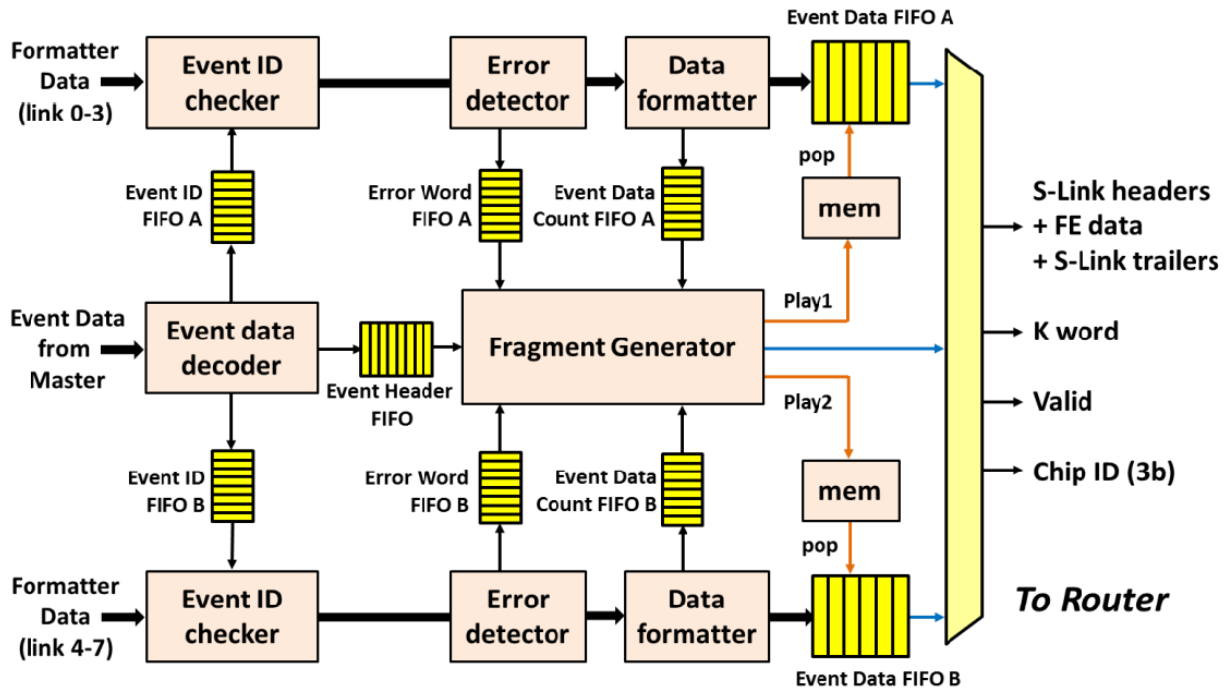 Event Data FIFO A
Formatter
Data
(link 0-3)
Event ID
checker
Error
detector
Data
formatter
pop
Event ID
FIFO A
Error Word
FIFO A
Event Data
Count FIFO A
mem
S-Link headers
+ FE data
+ S-Link trailers
Play1
Event Data
from
Master
Event data
decoder
Event Header
FIFO
Fragment Generator
K word
Play2
Valid
Event ID
FIFO B
Error Word
FIFO B
Event Data
Count FIFO B
mem
Chip ID (3b)
pop
Formatter
Data
(link 4-7)
Event ID
checker
Error
detector
Data
formatter
To Router
Event Data FIFO B